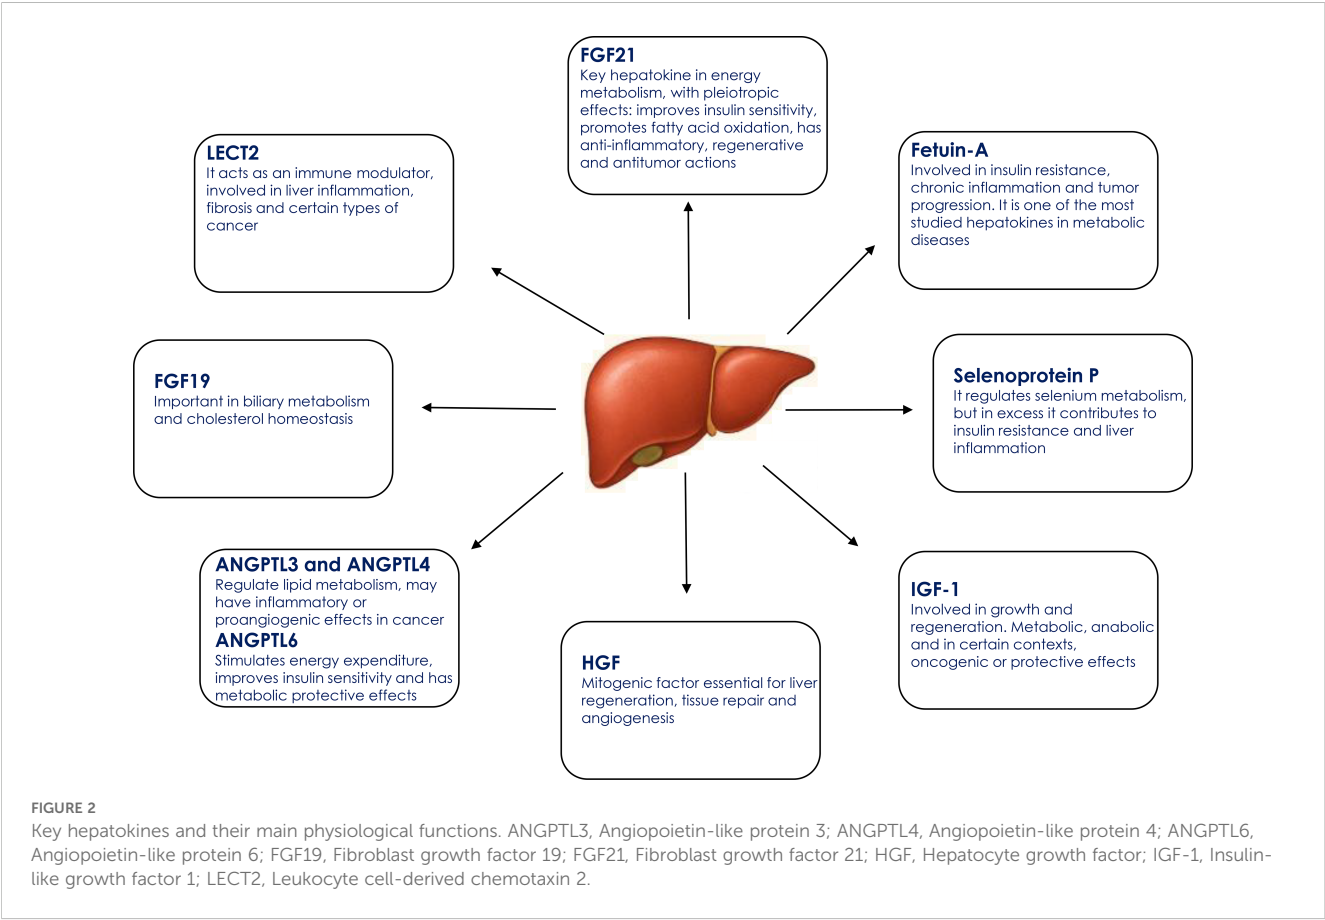 FGF21
Key hepatokine in energy
metabolism, with pleiotropic
effects: improves insulin sensitivity,
promotes fatty acid oxidation, has
anti-inflammatory, regenerative
and antitumor actions
LECT2
It acts as an immune modulator,
involved in liver inflammation,
fibrosis and certain types of
cancer
Fetuin-A
Involved in insulin resistance,
chronic inflammation and tumor
progression. It is one of the most
studied hepatokines in metabolic
diseases
FGF19
Important in biliary metabolism
and cholesterol homeostasis
Selenoprotein P
It regulates selenium metabolism,
but in excess it contributes to
insulin resistance and liver
inflammation
ANGPTL3 and ANGPTL4
Regulate lipid metabolism, may
have inflammatory or
proangiogenic effects in cancer
ANGPTL6
Stimulates energy expenditure,
improves insulin sensitivity and has
metabolic protective effects
HGF
Mitogenic factor essential for liver
regeneration, tissue repair and
angiogenesis
IGF-1
Involved in growth and
regeneration. Metabolic, anabolic
and in certain contexts,
oncogenic or protective effects
FIGURE 2
Key hepatokines and their main physiological functions. ANGPTL3, Angiopoietin-like protein 3; ANGPTL4, Angiopoietin-like protein 4; ANGPTL6,
Angiopoietin-like protein 6; FGF19, Fibroblast growth factor 19; FGF21, Fibroblast growth factor 21; HGF, Hepatocyte growth factor; IGF-1, Insulin-
like growth factor 1; LECT2, Leukocyte cell-derived chemotaxin 2.